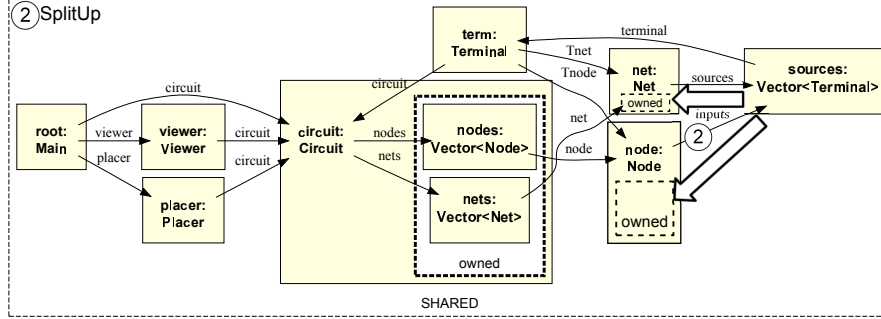 2 SplitUp
term:
Terminal
terminal
Tnet
Tnode
net:
Net
owned
sources
sources:
Vector<Terminal>
circuit
circuit
root:
Main
viewer
placer
viewer:
Viewer
circuit
circuit
placer:
Placer
circuit:
Circuit
nodes
nets
nodes:
Vector<Node>
nets:
Vector<Net>
owned
net
node
inputs
2
node:
Node
owned
SHARED